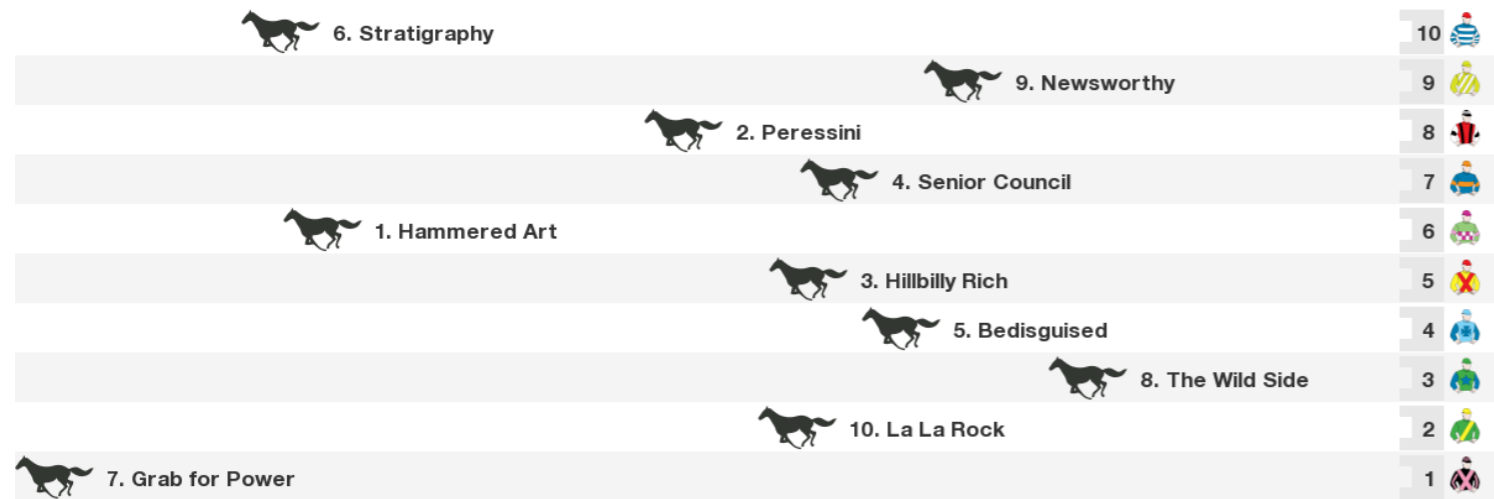 6. Stratigraphy 10
9. Newsworthy 9
2. Peressini 8
4. Senior Council 7
1. Hammered Art 6
3. Hillbilly Rich 5
5. Bedisguised 4
8. The Wild Side 3
10. La La Rock 2
7. Grab for Power 1